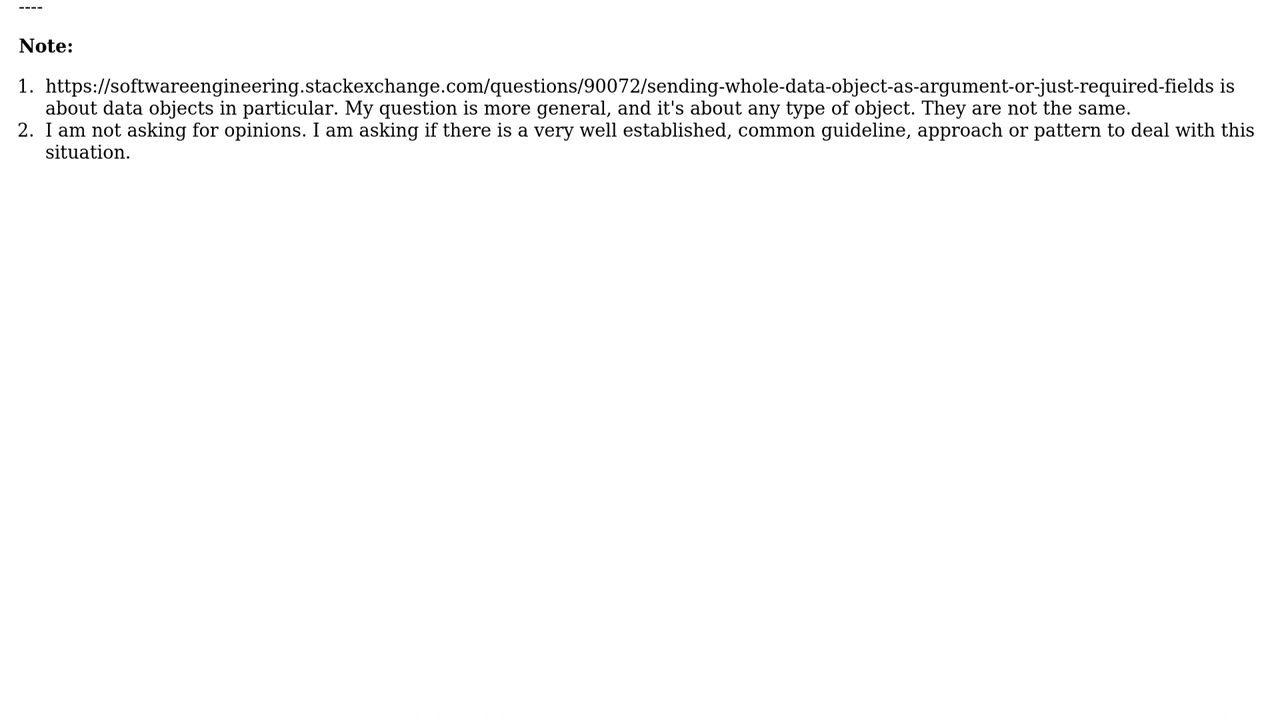 ----
Note:
1. https://softwareengineering.stackexchange.com/questions/90072/sending-whole-data-object-as-argument-or-just-required-fields is
about data objects in particular. My question is more general, and it's about any type of object. They are not the same.
2. I am not asking for opinions. I am asking if there is a very well established, common guideline, approach or pattern to deal with this
situation.